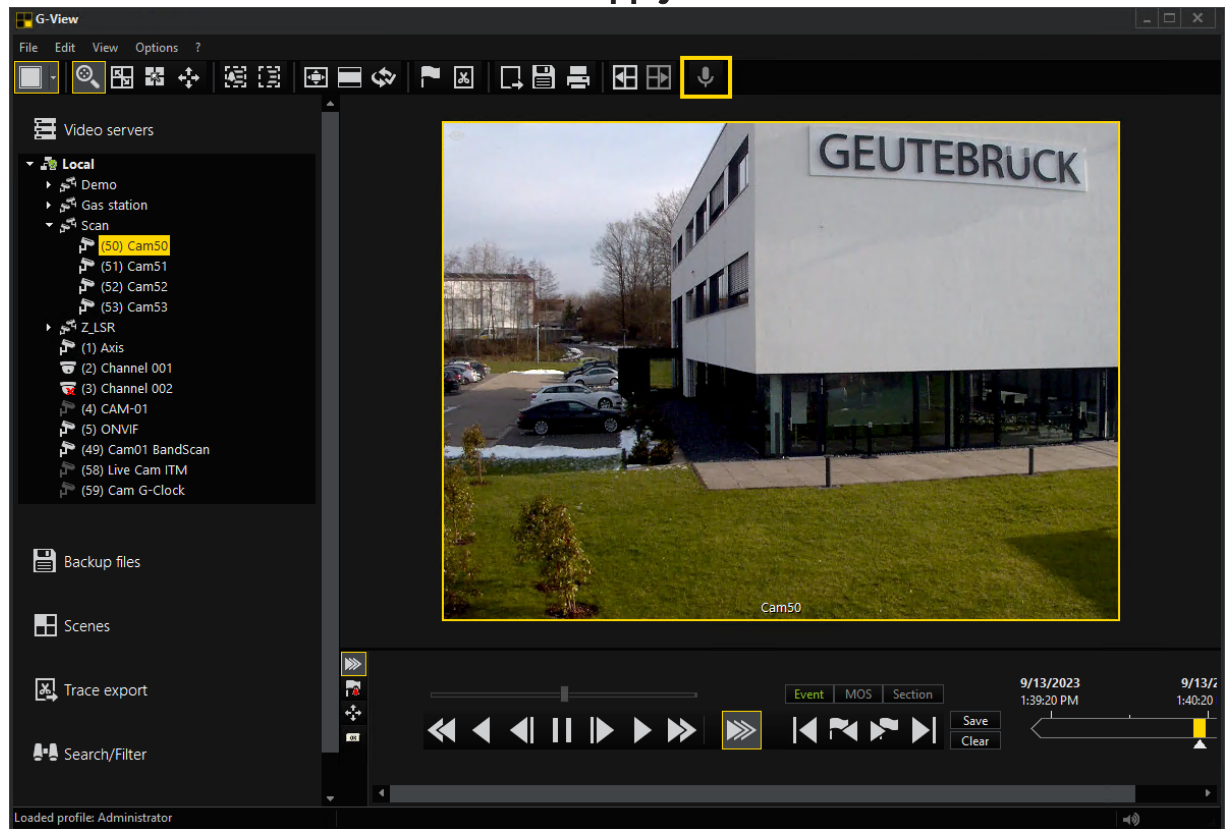 G-View
File Edit View Options ?
Video servers
Local
Demo
Gas station
Scan
(50) Cam50
(51) Cam51
(52) Cam52
(53) Cam53
Z_LSR
(1) Axis
(2) Channel 001
(3) Channel 002
(4) CAM-01
(5) ONVIF
(49) Cam01 BandScan
(58) Live Cam ITM
(59) Cam G-Clock
Backup files
Scenes
Trace export
Search/Filter
GEUTEBRÜCK
Cam50
Event MOS Section
Save
Clear
9/13/2023 9/13/2
1:39:20 PM 1:40:20
Loaded profile: Administrator